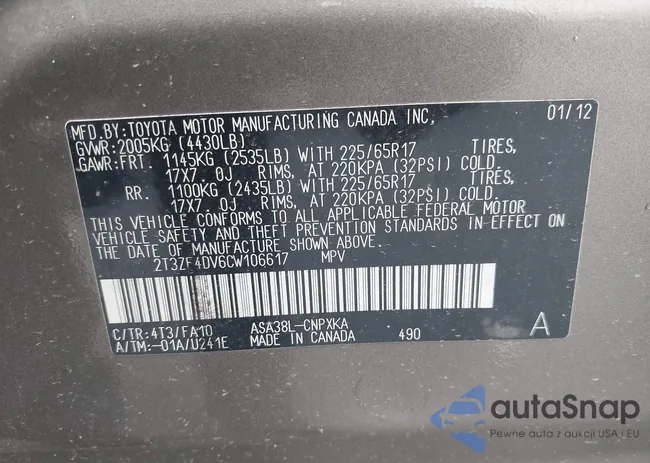 MFD.BY:TOYOTA MOTOR MANUFACTURING CANADA INC. 01/12
GVWR:2005KG (4430LB)
GAWR:FRT. 1145KG (2535LB) WITH 225/65R17 TIRES,
17X7.0J RIMS, AT 220KPA (32PSI) COLD.
RR. 1100KG (2435LB) WITH 225/65R17 TIRES,
17X7.0J RIMS, AT 220KPA (32PSI) COLD.
THIS VEHICLE CONFORMS TO ALL APPLICABLE FEDERAL MOTOR
VEHICLE SAFETY AND THEFT PREVENTION STANDARDS IN EFFECT ON
THE DATE OF MANUFACTURE SHOWN ABOVE.
2T3ZF4DV6CW106617 MPV
C/TR:4T3/FA10 ASA38L-CNPXKA
A/TM:-01A/U241E MADE IN CANADA 490 A
autaSnap
Pewne auta z aukcji USA i EU